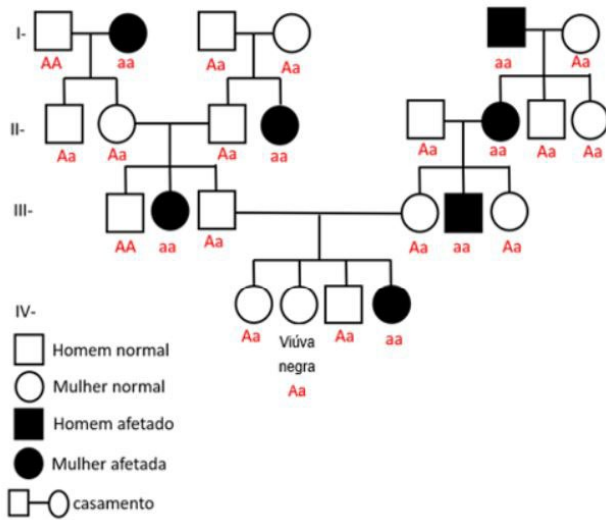 I-
AA aa Aa Aa aa Aa
II-
Aa Aa Aa aa Aa aa Aa Aa
III-
AA aa Aa Aa aa Aa
IV-
Aa Viúva negra Aa Aa aa
Homem normal
Mulher normal
Homem afetado
Mulher afetada
casamento